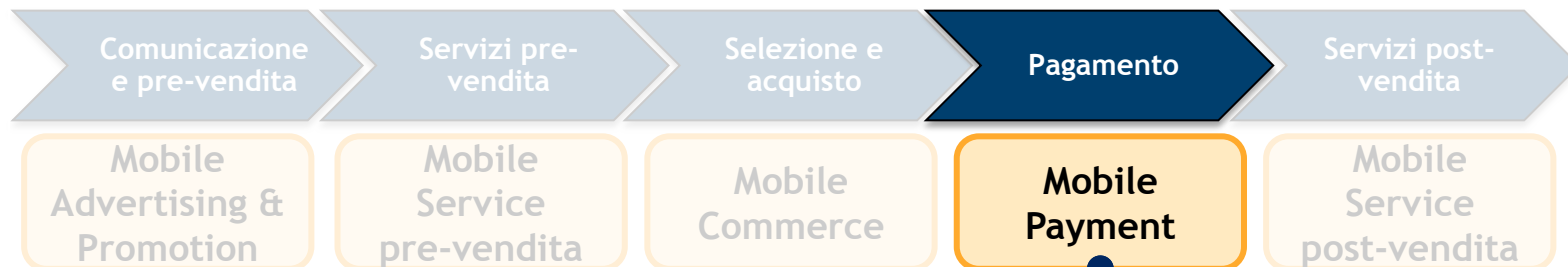 Comunicazione
e pre-vendita
Servizi pre-
vendita
Selezione e
acquisto
Pagamento
Servizi post-
vendita
Mobile
Advertising &
Promotion
Mobile
Service
pre-vendita
Mobile
Commerce
Mobile
Payment
Mobile
Service
post-vendita